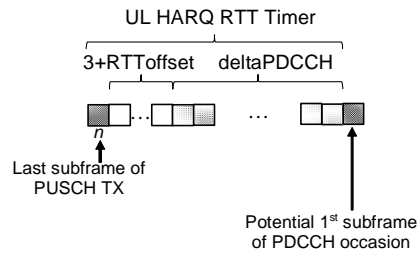 UL HARQ RTT Timer
3+RTToffset deltaPDCCH
... ...
n
Last subframe of
PUSCH TX
Potential 1st subframe
of PDCCH occasion